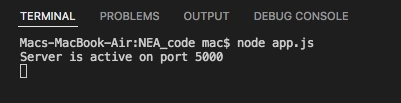 TERMINAL PROBLEMS OUTPUT DEBUG CONSOLE
Macs-MacBook-Air:NEA_code mac$ node app.js
Server is active on port 5000